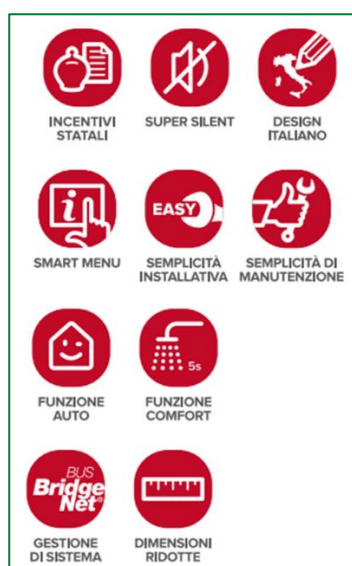 INCENTIVI
STATALI
SUPER SILENT
DESIGN
ITALIANO
i
SMART MENU
EASY
SEMPLICITÀ
INSTALLATIVA
SEMPLICITÀ DI
MANUTENZIONE
FUNZIONE
AUTO
5s
FUNZIONE
COMFORT
BUS
Bridge
Net®
GESTIONE
DI SISTEMA
DIMENSIONI
RIDOTTE